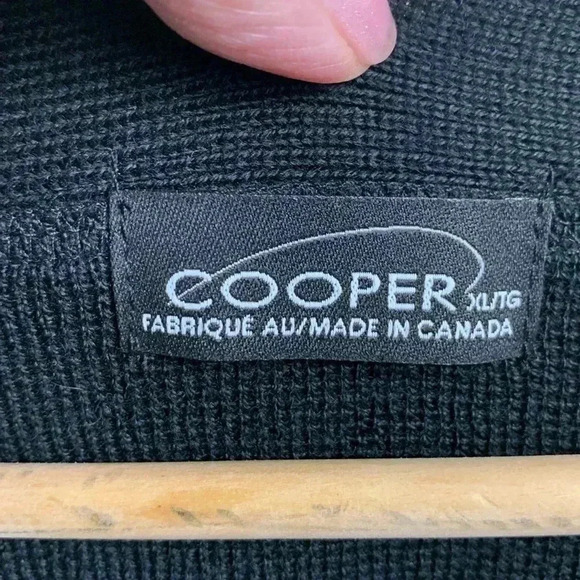 COOPER XL/TG
FABRIQUÉ AU/MADE IN CANADA